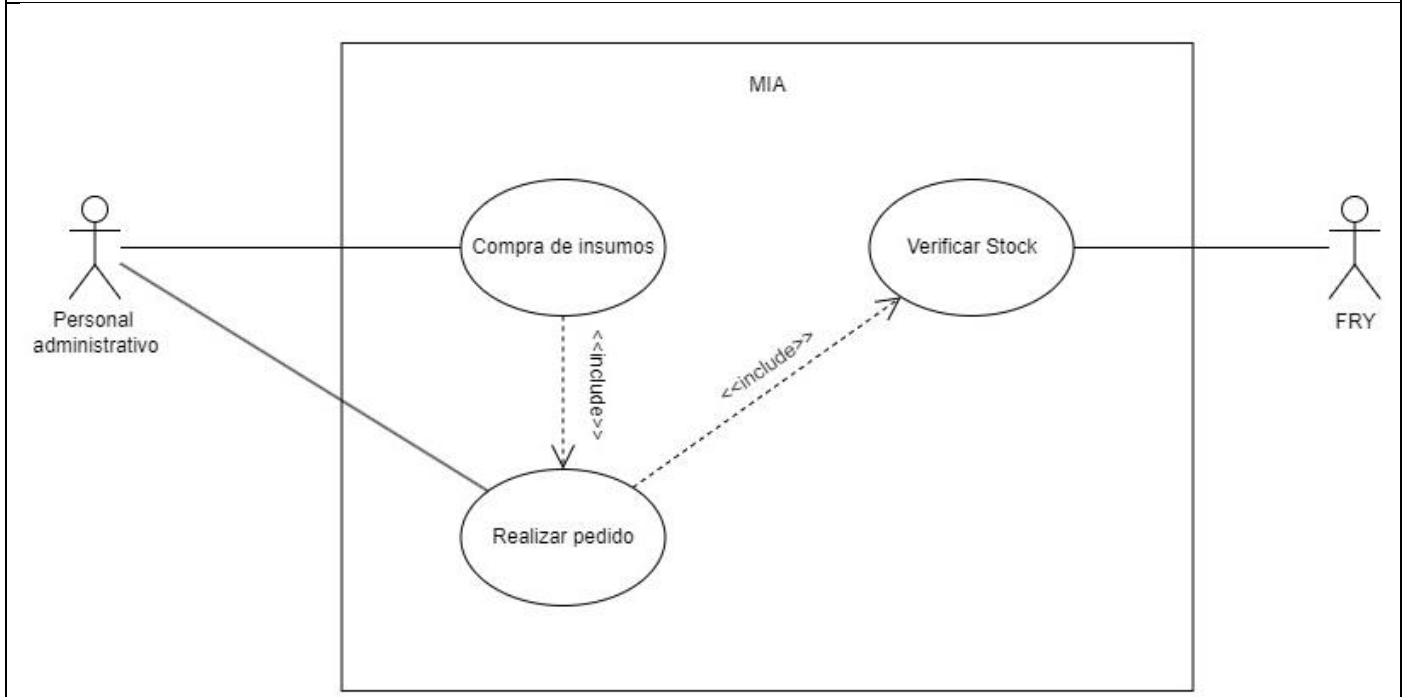 MIA
Compra de insumos
Verificar Stock
Personal
administrativo
FRY
<<include>>
<<include>>
Realizar pedido